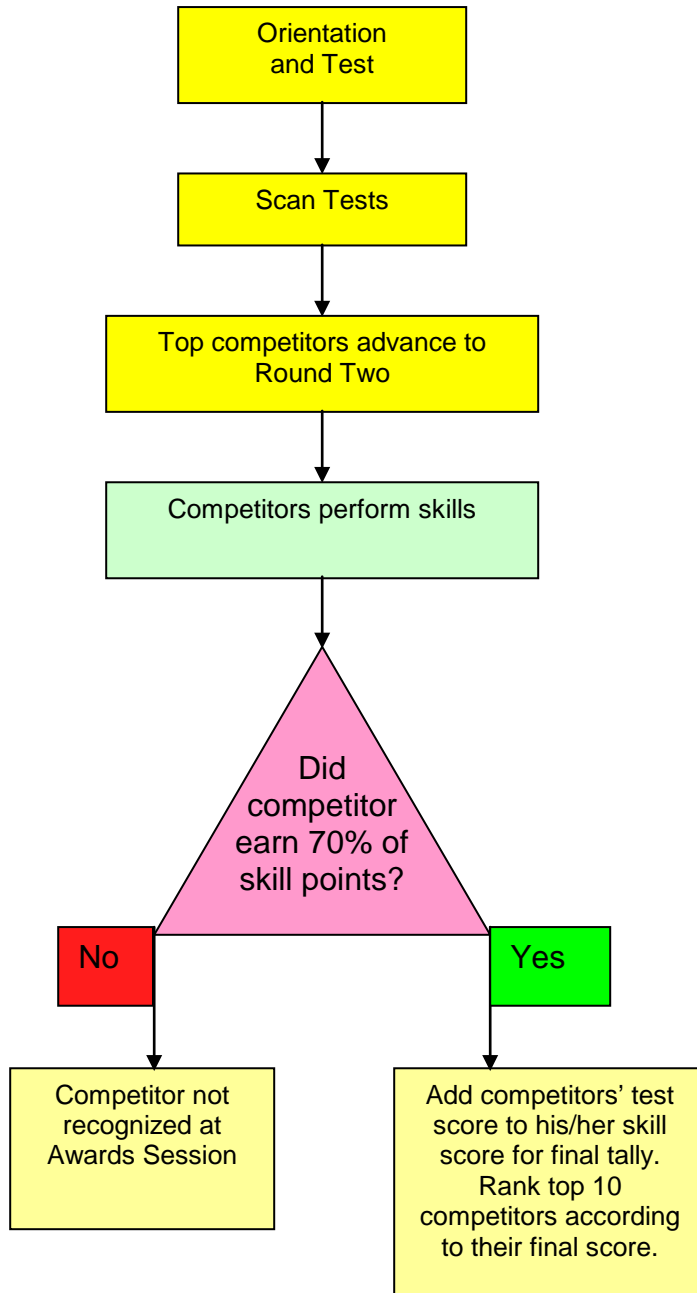 Orientation
and Test
Scan Tests
Top competitors advance to
Round Two
Competitors perform skills
Did
competitor
earn 70% of
skill points?
No
Yes
Competitor not
recognized at
Awards Session
Add competitors’ test
score to his/her skill
score for final tally.
Rank top 10
competitors according
to their final score.